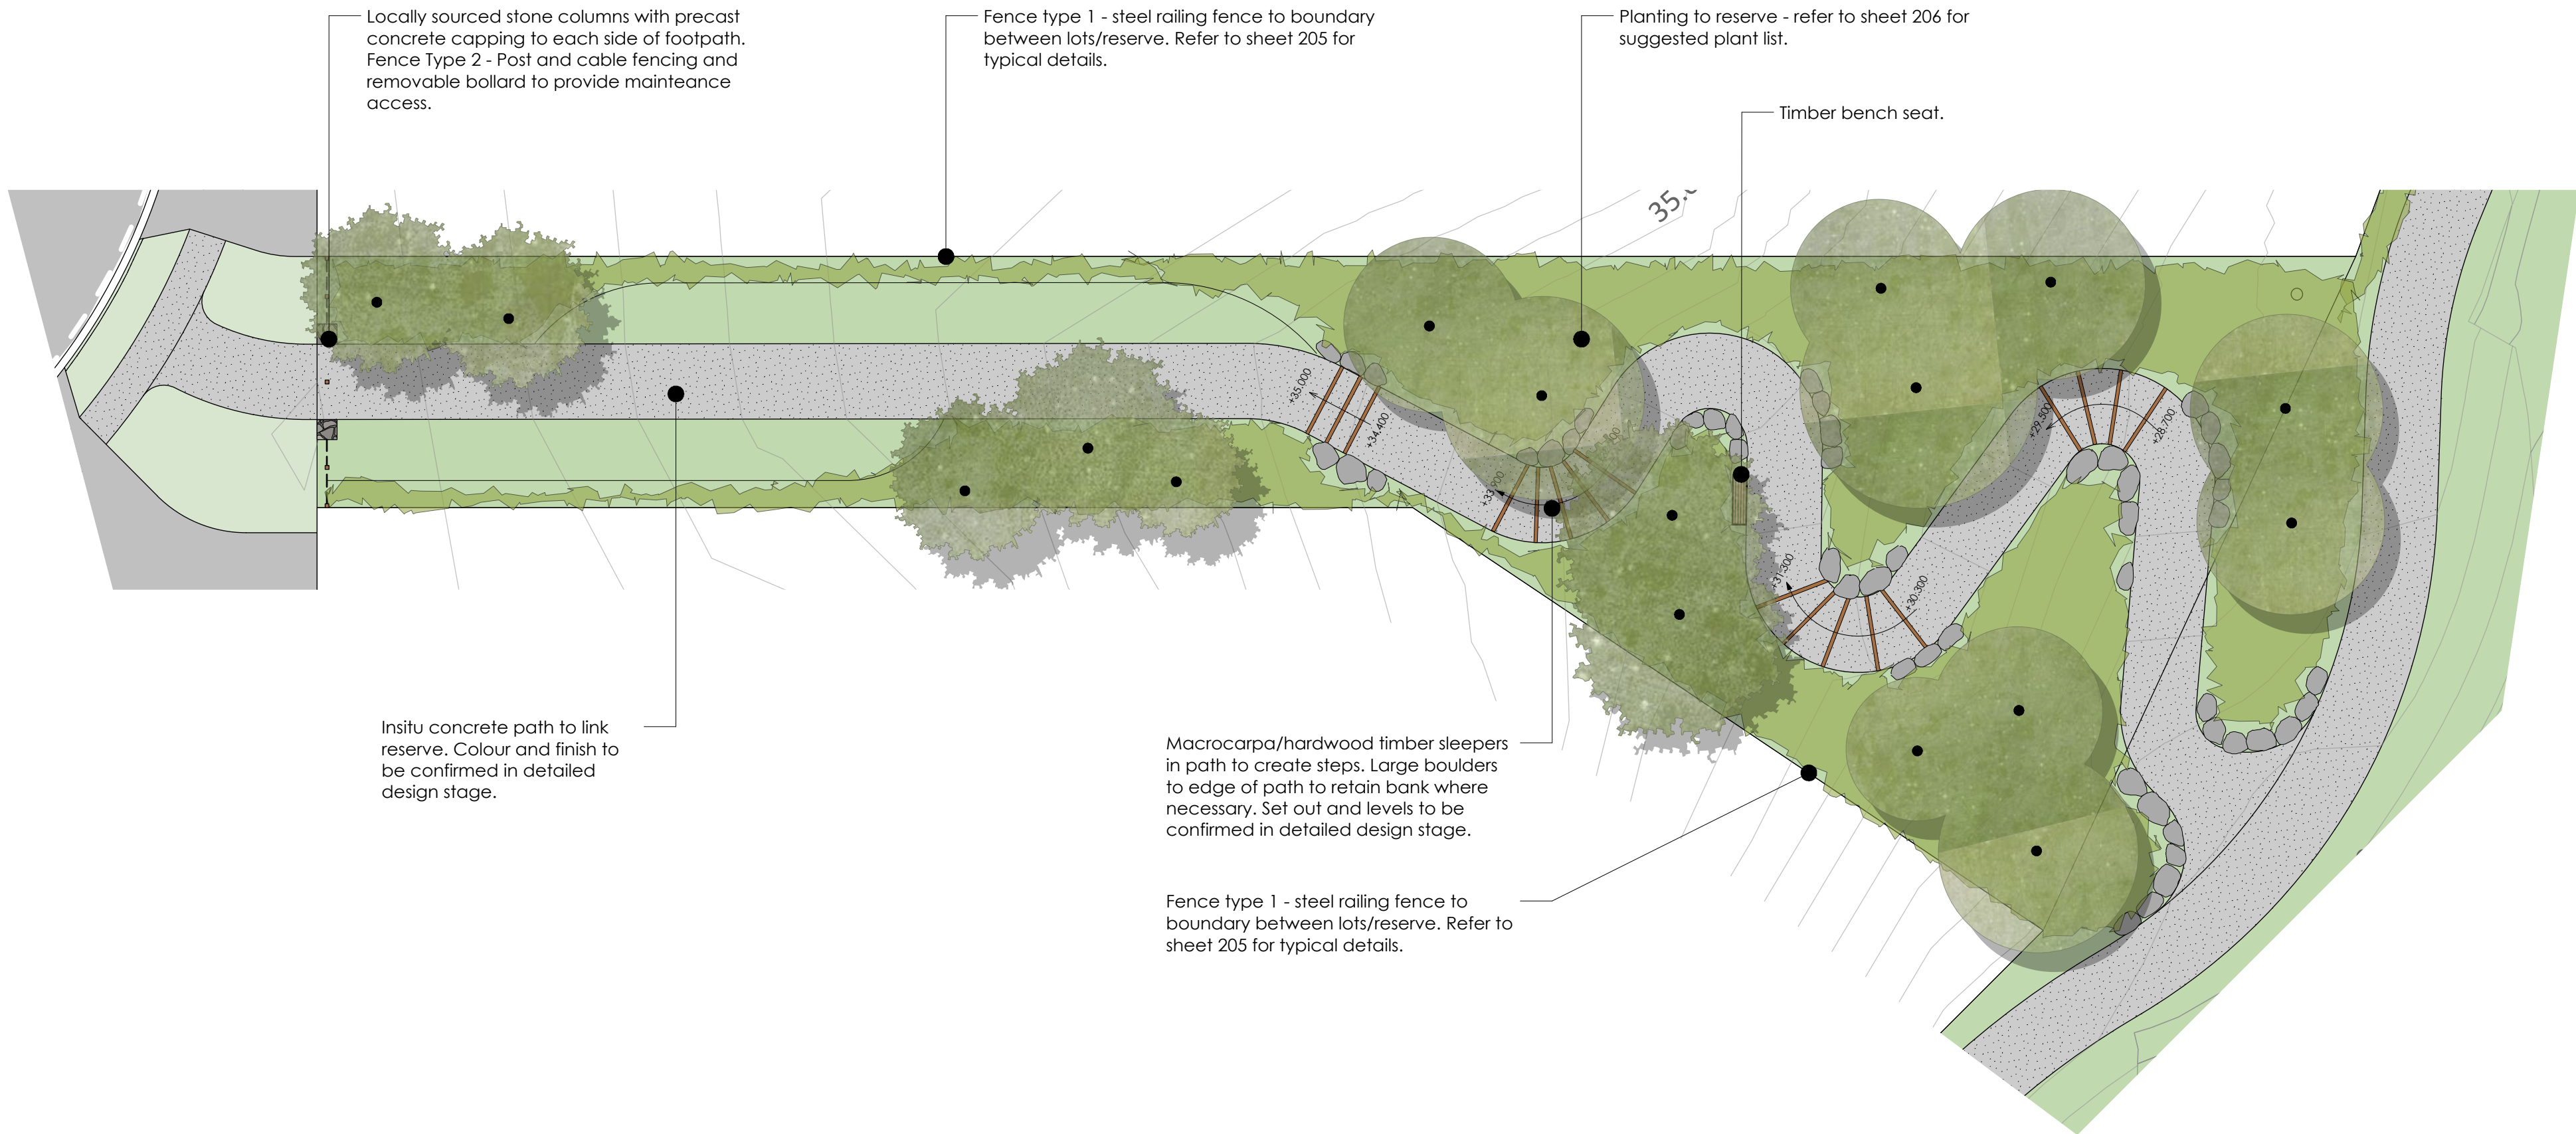 Locally sourced stone columns with precast
concrete capping to each side of footpath.
Fence Type 2 - Post and cable fencing and
removable bollard to provide mainteance
access.
Fence type 1 - steel railing fence to boundary
between lots/reserve. Refer to sheet 205 for
typical details.
Planting to reserve - refer to sheet 206 for
suggested plant list.
Timber bench seat.
+35.000
+34.400
+31.300
+30.300
+29.500
+28.700
Insitu concrete path to link
reserve. Colour and finish to
be confirmed in detailed
design stage.
Macrocarpa/hardwood timber sleepers
in path to create steps. Large boulders
to edge of path to retain bank where
necessary. Set out and levels to be
confirmed in detailed design stage.
Fence type 1 - steel railing fence to
boundary between lots/reserve. Refer to
sheet 205 for typical details.